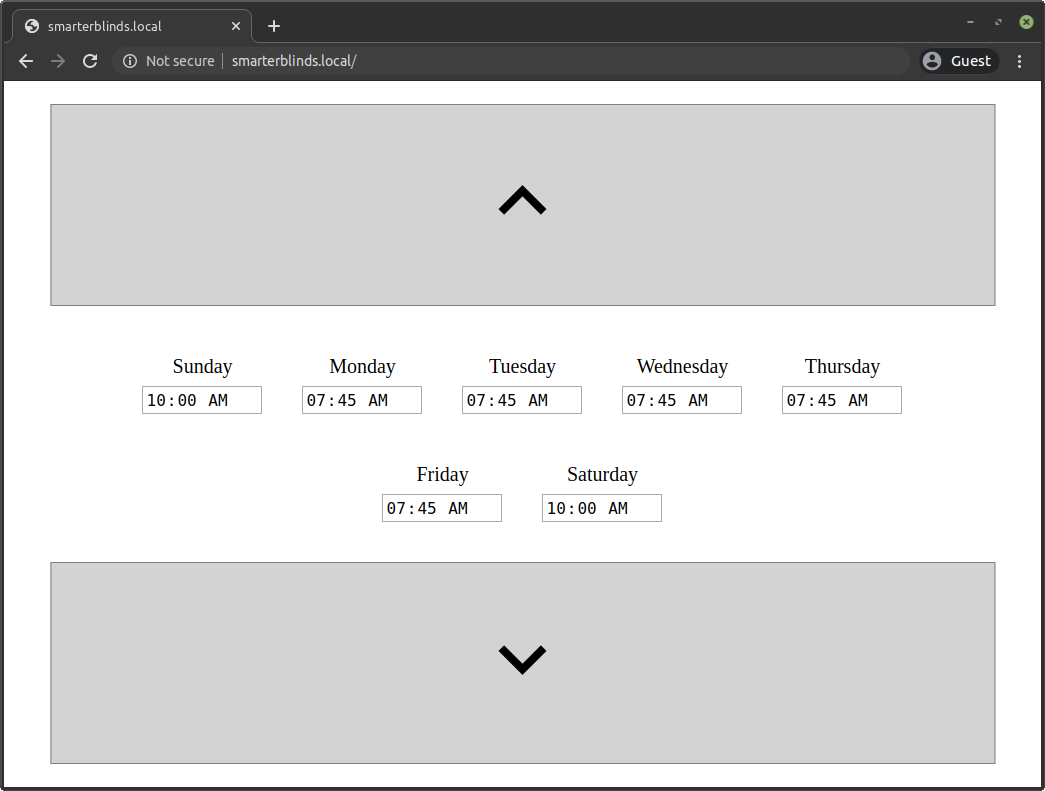 smarterblinds.local
Not secure smarterblinds.local/ Guest
Sunday Monday Tuesday Wednesday Thursday
10:00 AM 07:45 AM 07:45 AM 07:45 AM 07:45 AM
Friday Saturday
07:45 AM 10:00 AM